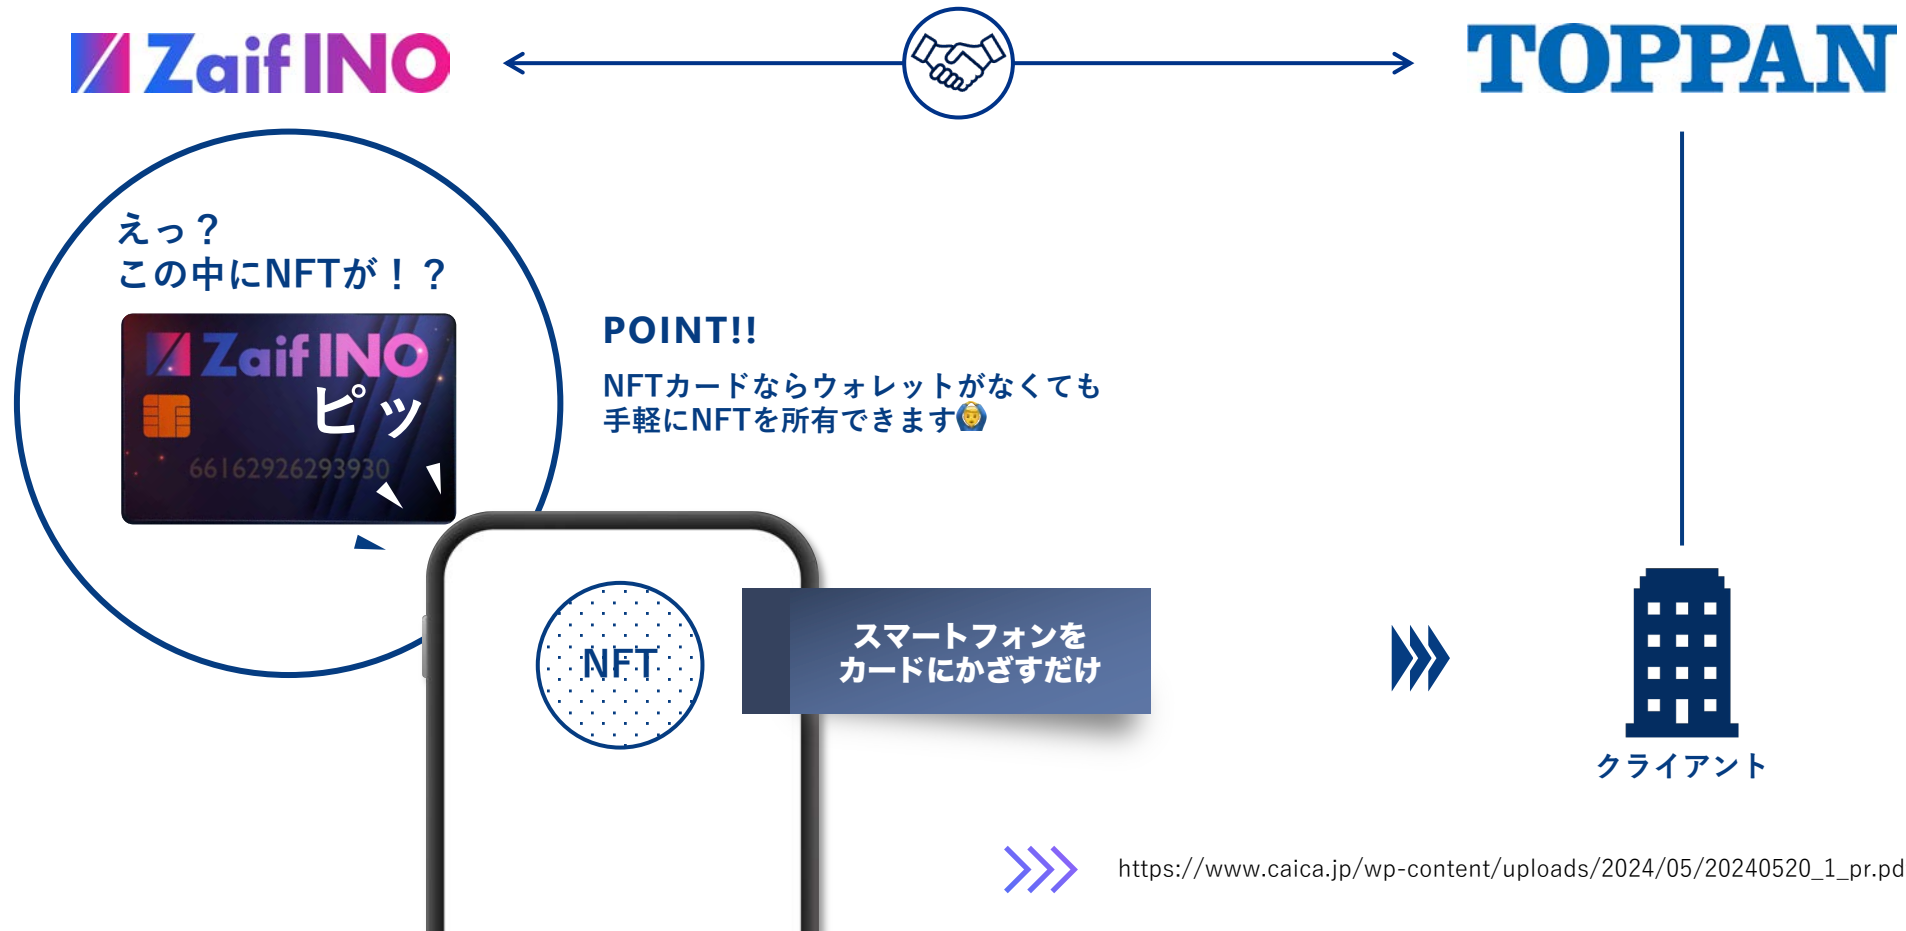 Zaif INO
TOPPAN
えっ？
この中にNFTが！？
Zaif INO
ピッ
66162926293930
POINT!!
NFTカードならウォレットがなくても
手軽にNFTを所有できます🙆
NFT
スマートフォンを
カードにかざすだけ
クライアント
https://www.caica.jp/wp-content/uploads/2024/05/20240520_1_pr.pd